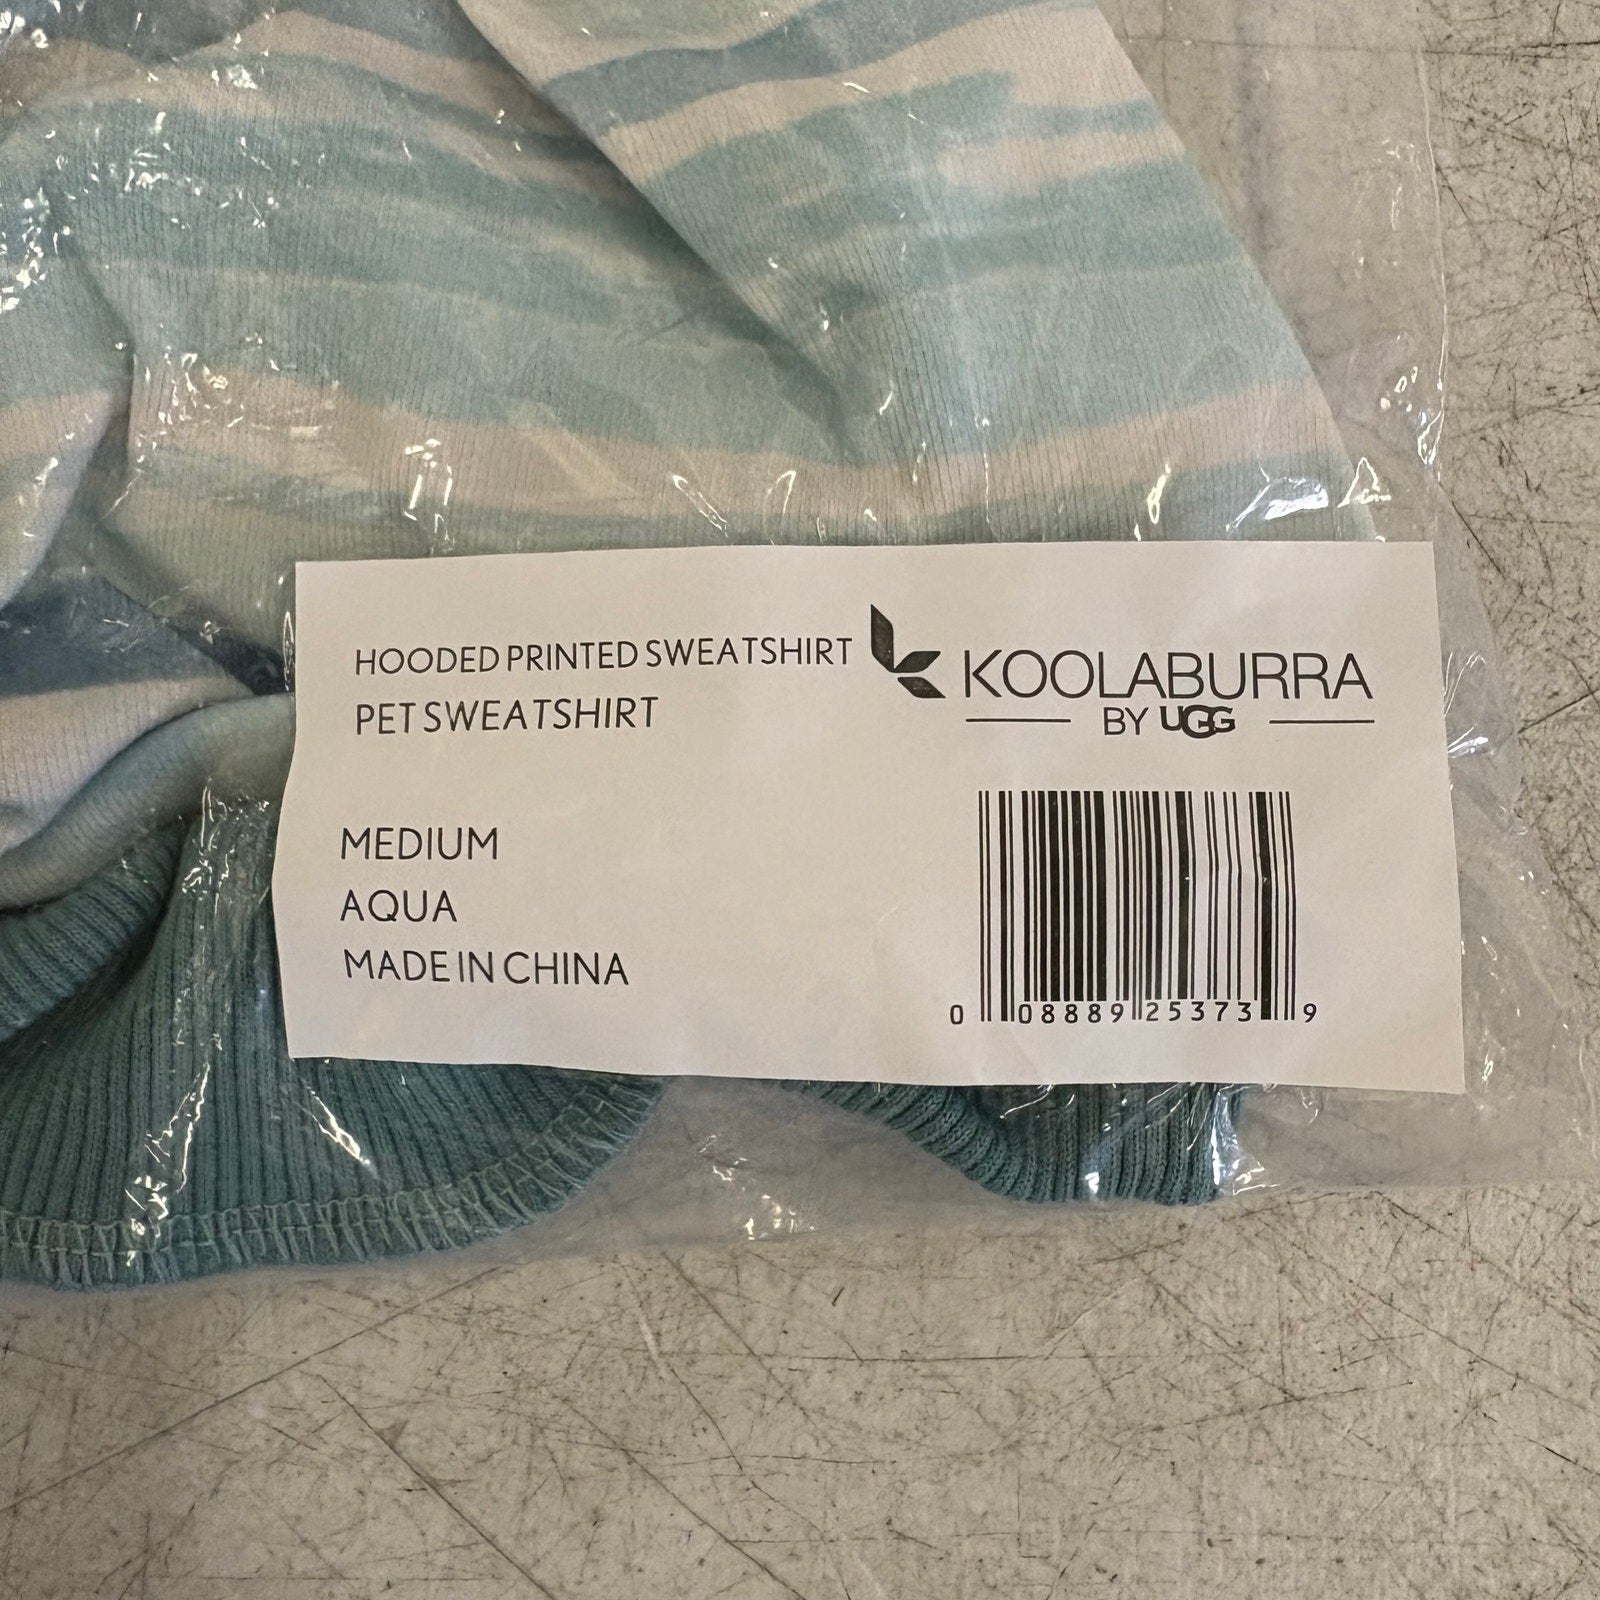 HOODED PRINTED SWEATSHIRT
PET SWEATSHIRT
KOOLABURRA
BY UGG
MEDIUM
AQUA
MADE IN CHINA
0 08889 25373 9